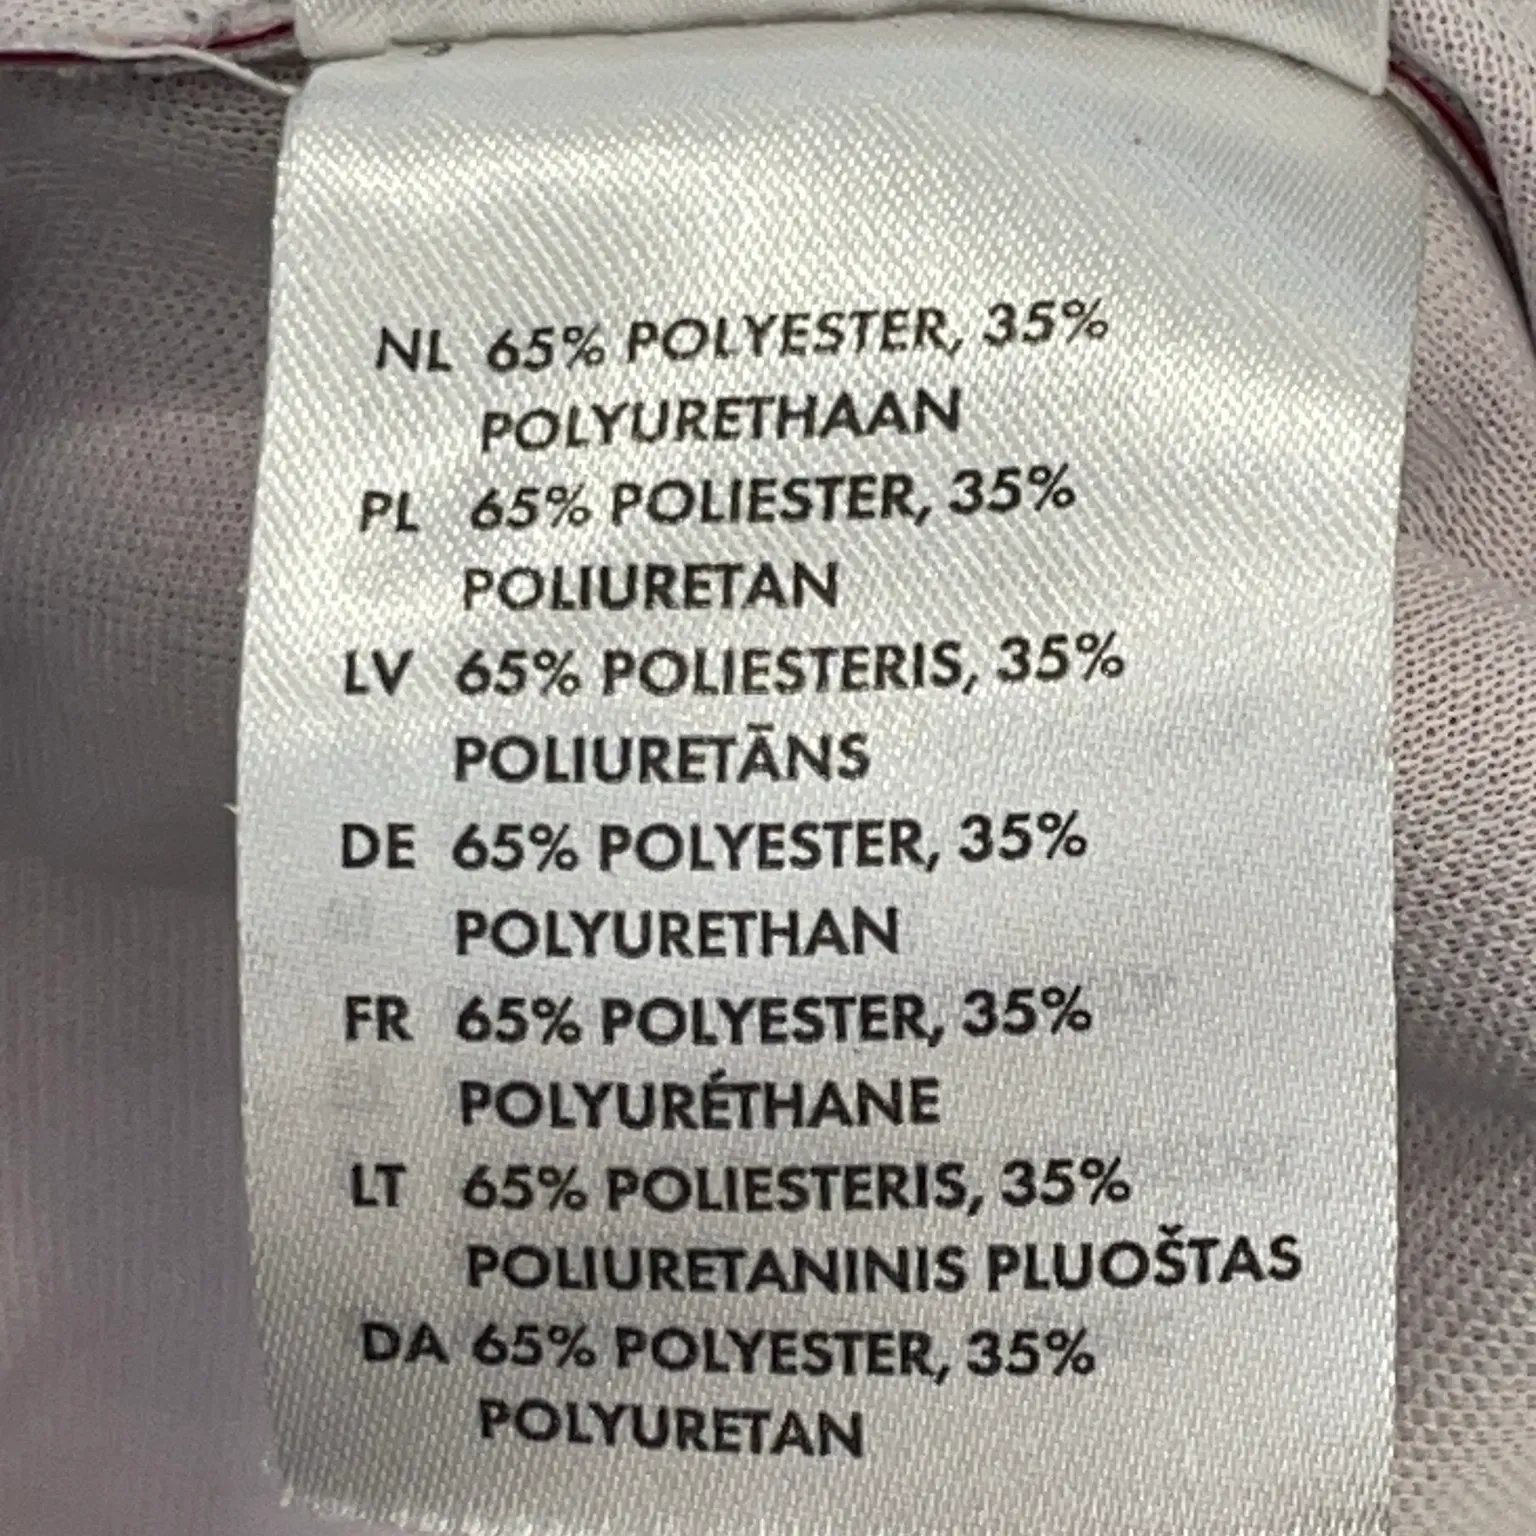 NL 65% POLYESTER, 35%
POLYURETHAAN
PL 65% POLIESTER, 35%
POLIURETAN
LV 65% POLIESTERIS, 35%
POLIURETĀNS
DE 65% POLYESTER, 35%
POLYURETHAN
FR 65% POLYESTER, 35%
POLYURÉTHANE
LT 65% POLIESTERIS, 35%
POLIURETANINIS PLUOŠTAS
DA 65% POLYESTER, 35%
POLYURETAN